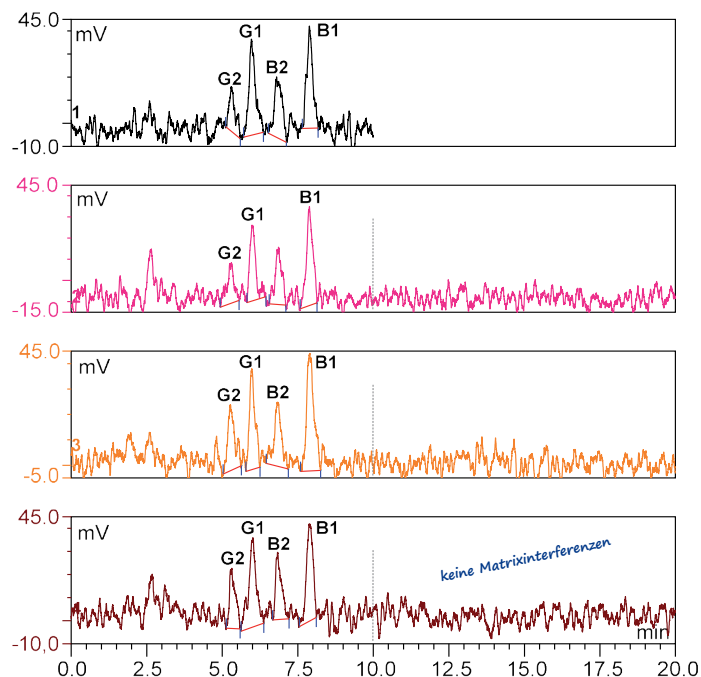 45.0
mV
G2
G1
B2
B1
1
-10.0
45.0
mV
G2
G1
B1
-15.0
45.0
mV
G2
G1
B2
B1
3
-5.0
45.0
mV
G2
G1
B2
B1
keine Matrixinterferenzen
min
-10,0
0.0 2.5 5.0 7.5 10.0 12.5 15.0 17.5 20.0